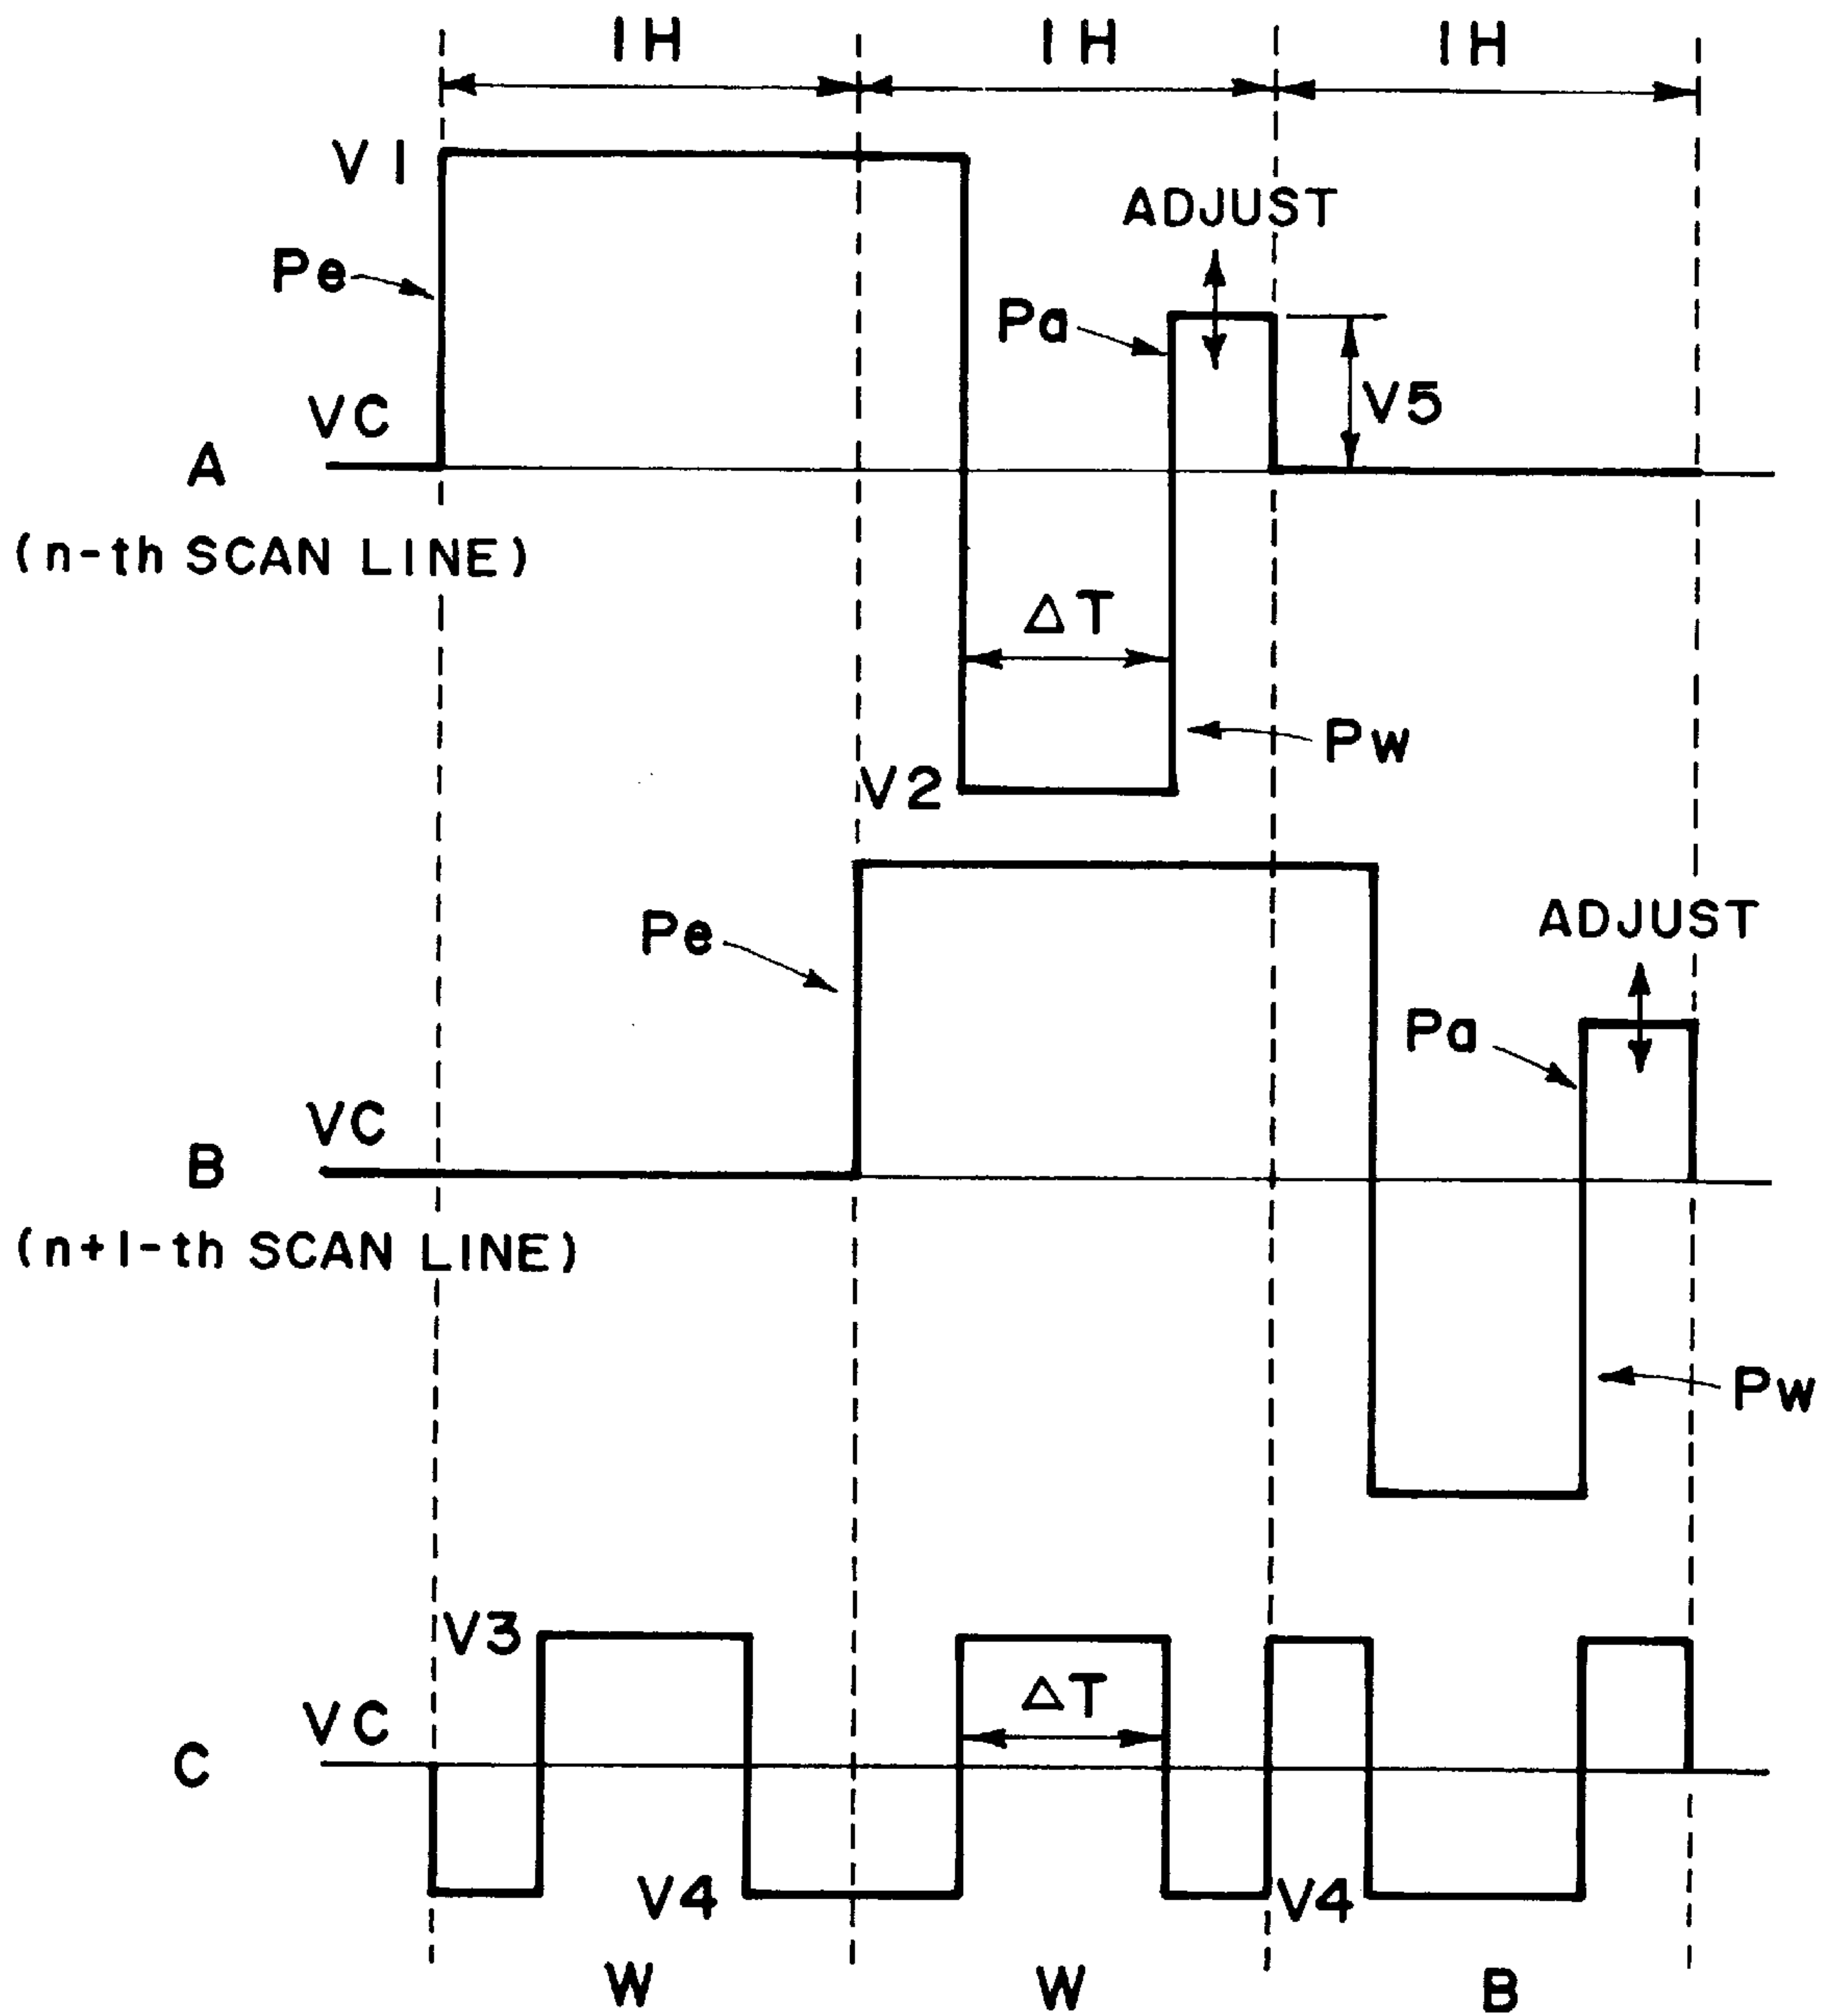 1H 1H 1H
V1
ADJUST
Pe
Pa
VC
V5
A
(n-th SCAN LINE)
ΔT
Pw
V2
ADJUST
Pe
Pa
VC
B
(n+1-th SCAN LINE)
Pw
V3
ΔT
VC
C
V4 V4
W W B